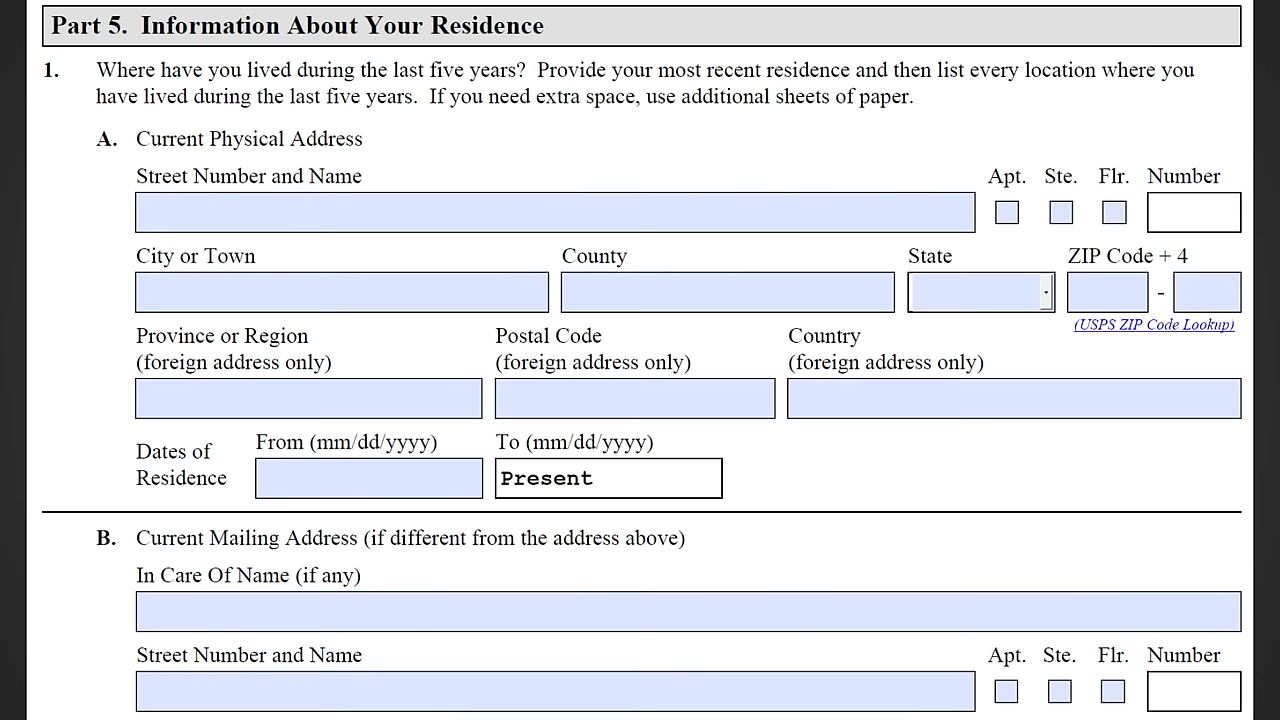 Part 5. Information About Your Residence
1. Where have you lived during the last five years? Provide your most recent residence and then list every location where you
have lived during the last five years. If you need extra space, use additional sheets of paper.
A. Current Physical Address
Street Number and Name Apt. Ste. Flr. Number
City or Town County State ZIP Code + 4
-
(USPS ZIP Code Lookup)
Province or Region Postal Code Country
(foreign address only) (foreign address only) (foreign address only)
Dates of From (mm/dd/yyyy) To (mm/dd/yyyy)
Residence Present
B. Current Mailing Address (if different from the address above)
In Care Of Name (if any)
Street Number and Name Apt. Ste. Flr. Number